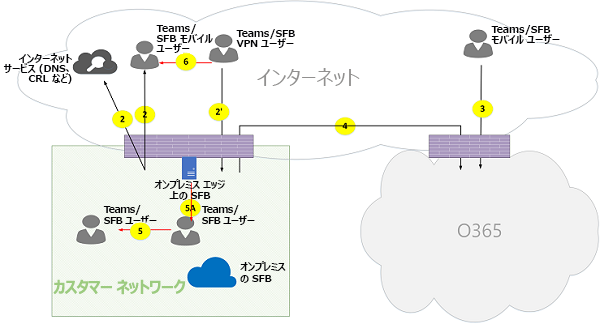 Teams/
SFB モバイル
ユーザー
Teams/SFB
VPN ユーザー
Teams/SFB
モバイル ユーザー
インターネット
サービス (DNS、
CRL など)
6
インターネット
2
2
2'
4
3
オンプレミス エッジ
上の SFB
5A
Teams/
SFB ユーザー
Teams/
SFB ユーザー
5
O365
オンプレミス
の SFB
カスタマー ネットワーク